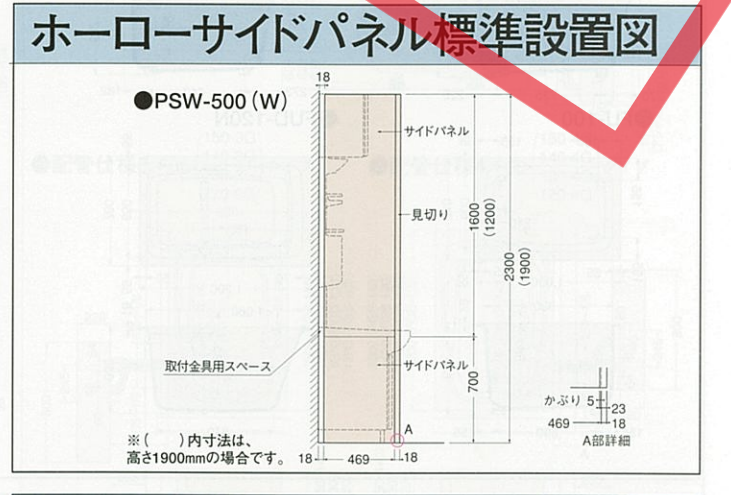 ホーローサイドパネル標準設置図
●PSW-500（W）
18
サイドパネル
見切り
1600
（1200）
2300
（1900）
取付金具用スペース
サイドパネル
700
A
※（　　）内寸法は、
高さ1900mmの場合です。
18
469
18
かぶり 5
23
469
18
A部詳細